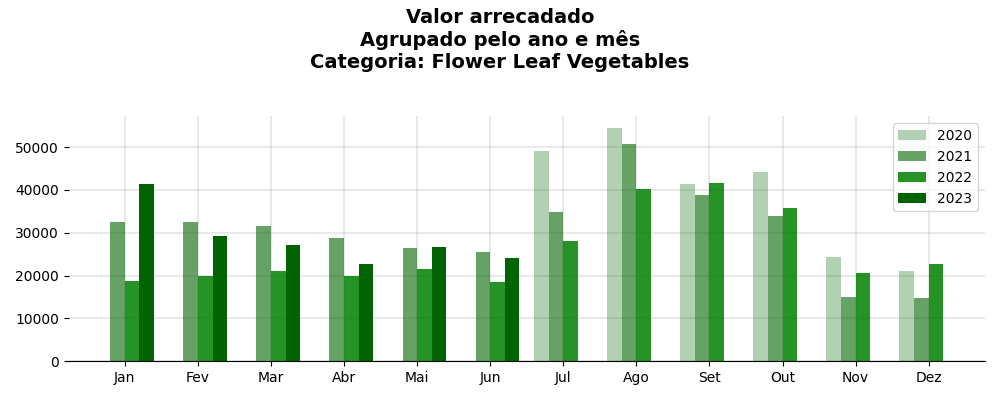 Valor arrecadado
Agrupado pelo ano e mês
Categoria: Flower Leaf Vegetables
50000
40000
30000
20000
10000
0
2020
2021
2022
2023
Jan Fev Mar Abr Mai Jun Jul Ago Set Out Nov Dez